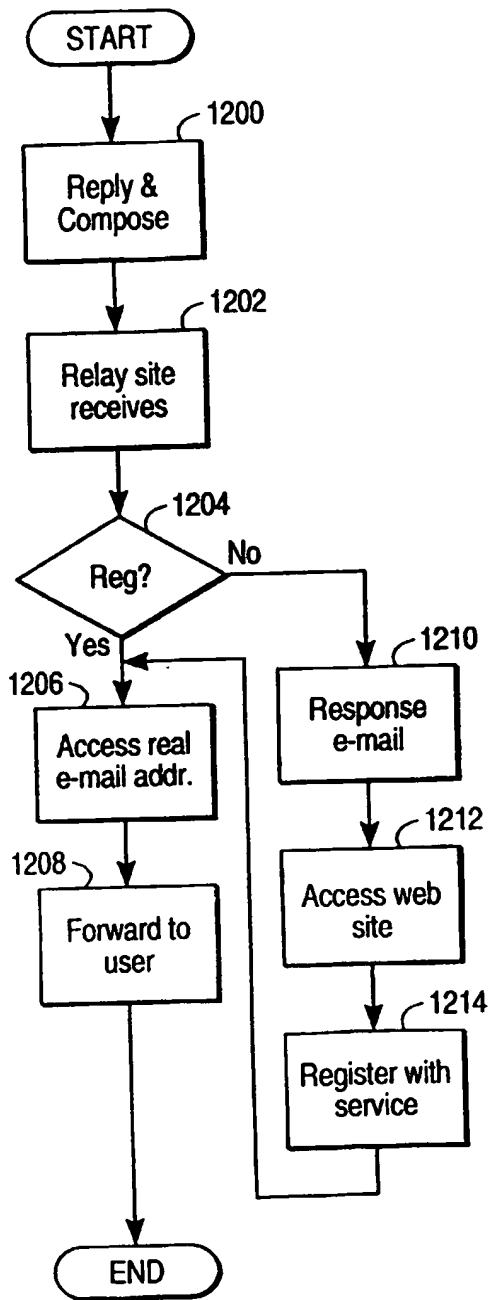 START
1200
Reply &
Compose
1202
Relay site
receives
1204
Reg?
No
Yes
1206
Access real
e-mail addr.
1208
Forward to
user
1210
Response
e-mail
1212
Access web
site
1214
Register with
service
END